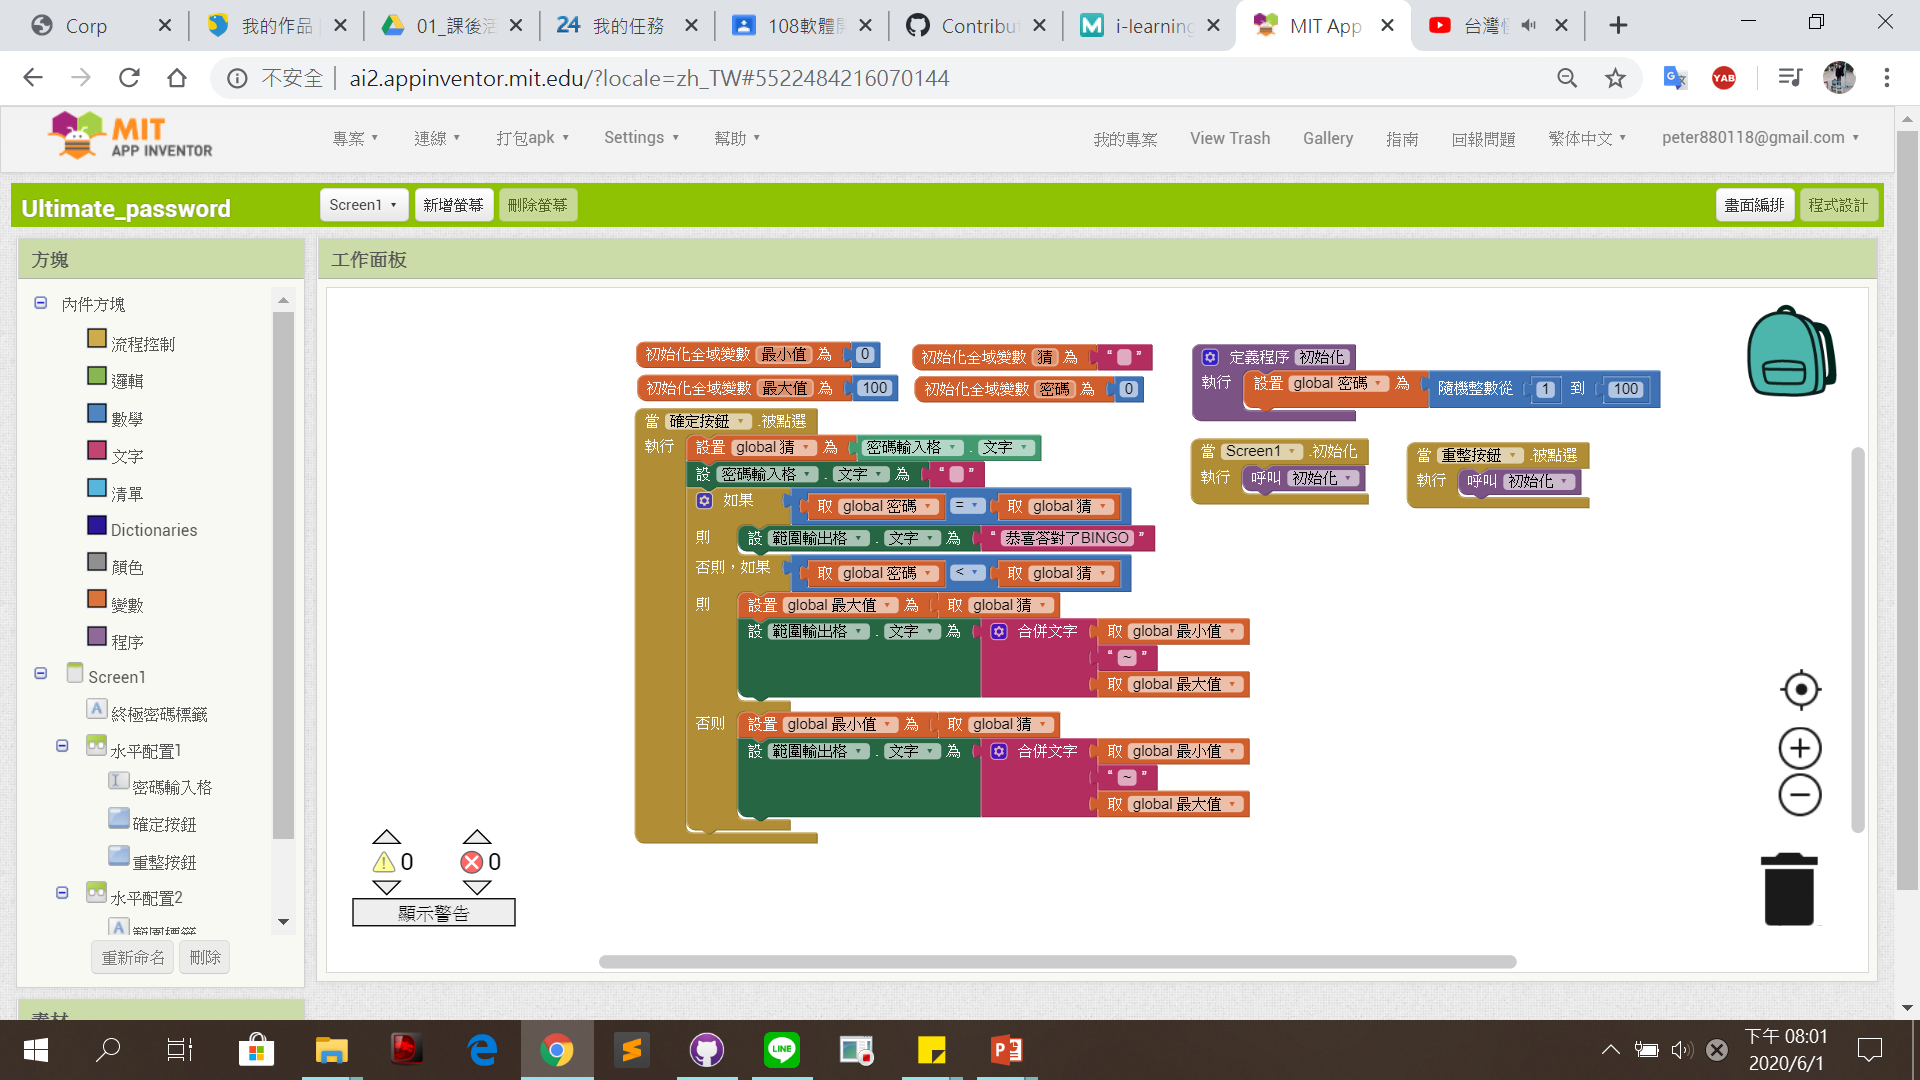 Corp
我的作品
01_課後活
24 我的任務
108軟體開
Contribut
M i-learning
MIT App
台灣
不安全 | ai2.appinventor.mit.edu/?locale=zh_TW#5522484216070144
YAB
MIT APP INVENTOR
專案 連線 打包apk Settings 幫助 我的專案 View Trash Gallery 指南 回報問題 繁体中文 peter880118@gmail.com
Ultimate_password Screen1 新增螢幕 刪除螢幕 畫面編排 程式設計
方塊
工作面板
內件方塊
流程控制
邏輯
數學
文字
清單
Dictionaries
顏色
變數
程序
Screen1
終極密碼標籤
水平配置1
密碼輸入格
確定按鈕
重整按鈕
水平配置2
範圍標籤
重新命名 刪除
素材
初始化全域變數 最小值 為 0
初始化全域變數 猜 為 “ ”
初始化全域變數 最大值 為 100
初始化全域變數 密碼 為 0
當 確定按鈕 .被點選
執行 設置 global 猜 為 密碼輸入格 . 文字
設 密碼輸入格 . 文字 為 “ ”
如果 取 global 密碼 = 取 global 猜
則 設 範圍輸出格 . 文字 為 “ 恭喜答對了BINGO ”
否則，如果 取 global 密碼 < 取 global 猜
則 設置 global 最大值 為 取 global 猜
設 範圍輸出格 . 文字 為 合併文字 取 global 最小值
“ ~ ”
取 global 最大值
否則 設置 global 最小值 為 取 global 猜
設 範圍輸出格 . 文字 為 合併文字 取 global 最小值
“ ~ ”
取 global 最大值
定義程序 初始化
執行 設置 global 密碼 為 隨機整數從 1 到 100
當 Screen1 .初始化
執行 呼叫 初始化
當 重整按鈕 .被點選
執行 呼叫 初始化
0 0
顯示警告
LINE
下午 08:01
2020/6/1